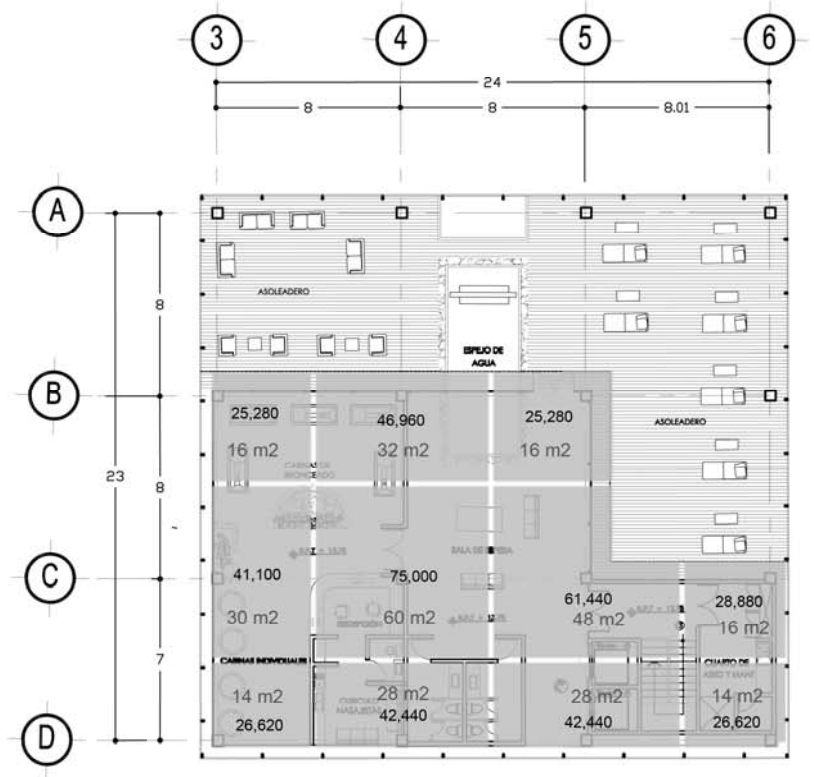 3 4 5 6
24
8 8 8.01
A
ASOLEADERO
8
ESPEJO DE
AGUA
B
ASOLEADERO
25,280 46,960 25,280
16 m2 32 m2 16 m2
23
8
C
41,100 75,000 61,440 28,880
30 m2 60 m2 48 m2 16 m2
RECEPCIÓN
7
CABINAS INDIVIDUALES CUARTO DE
ASEO Y MANT
14 m2 28 m2 28 m2 14 m2
26,620 42,440 42,440 26,620
D